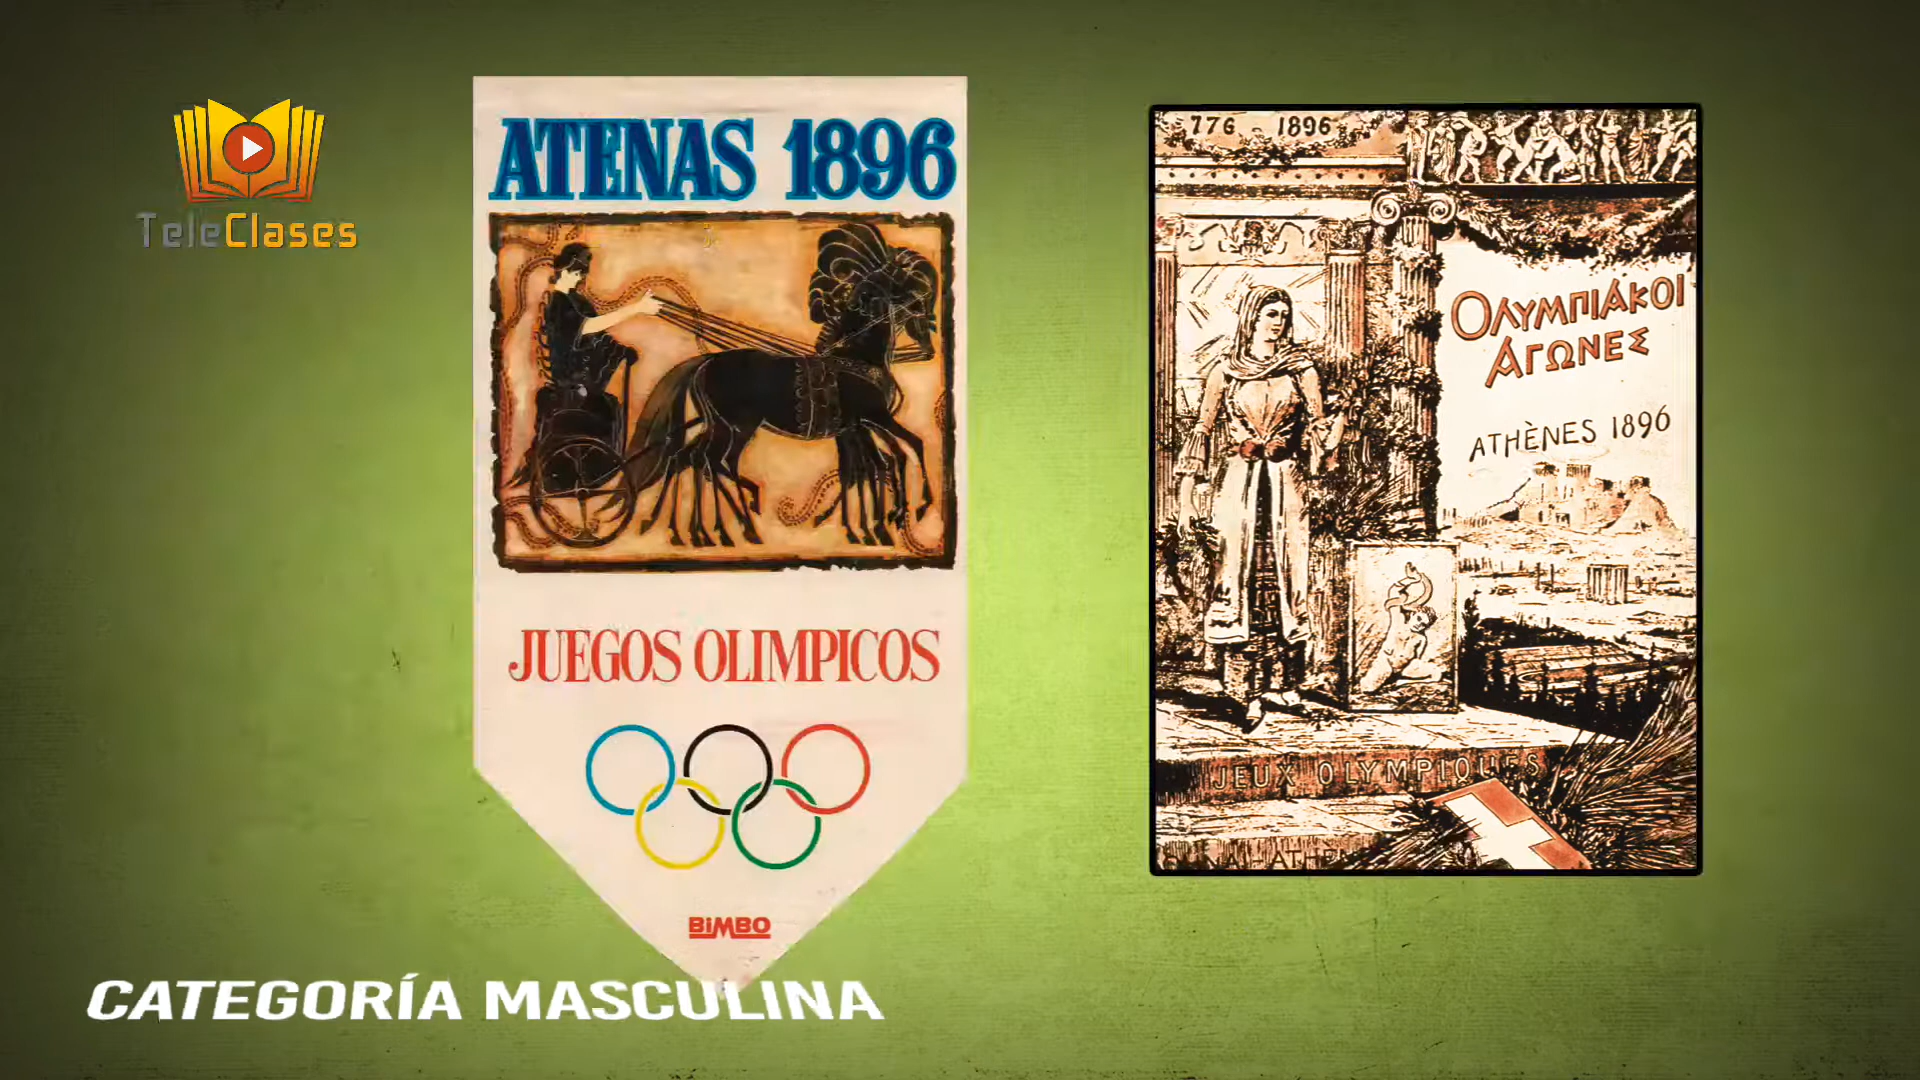 TeleClases
ATENAS 1896
JUEGOS OLIMPICOS
BiMBO
776 1896
ΟΛΥΜΠΙΑΚΟΙ
ΑΓΩΝΕΣ
ATHÈNES 1896
JEUX OLYMPIQUES
CATEGORÍA MASCULINA